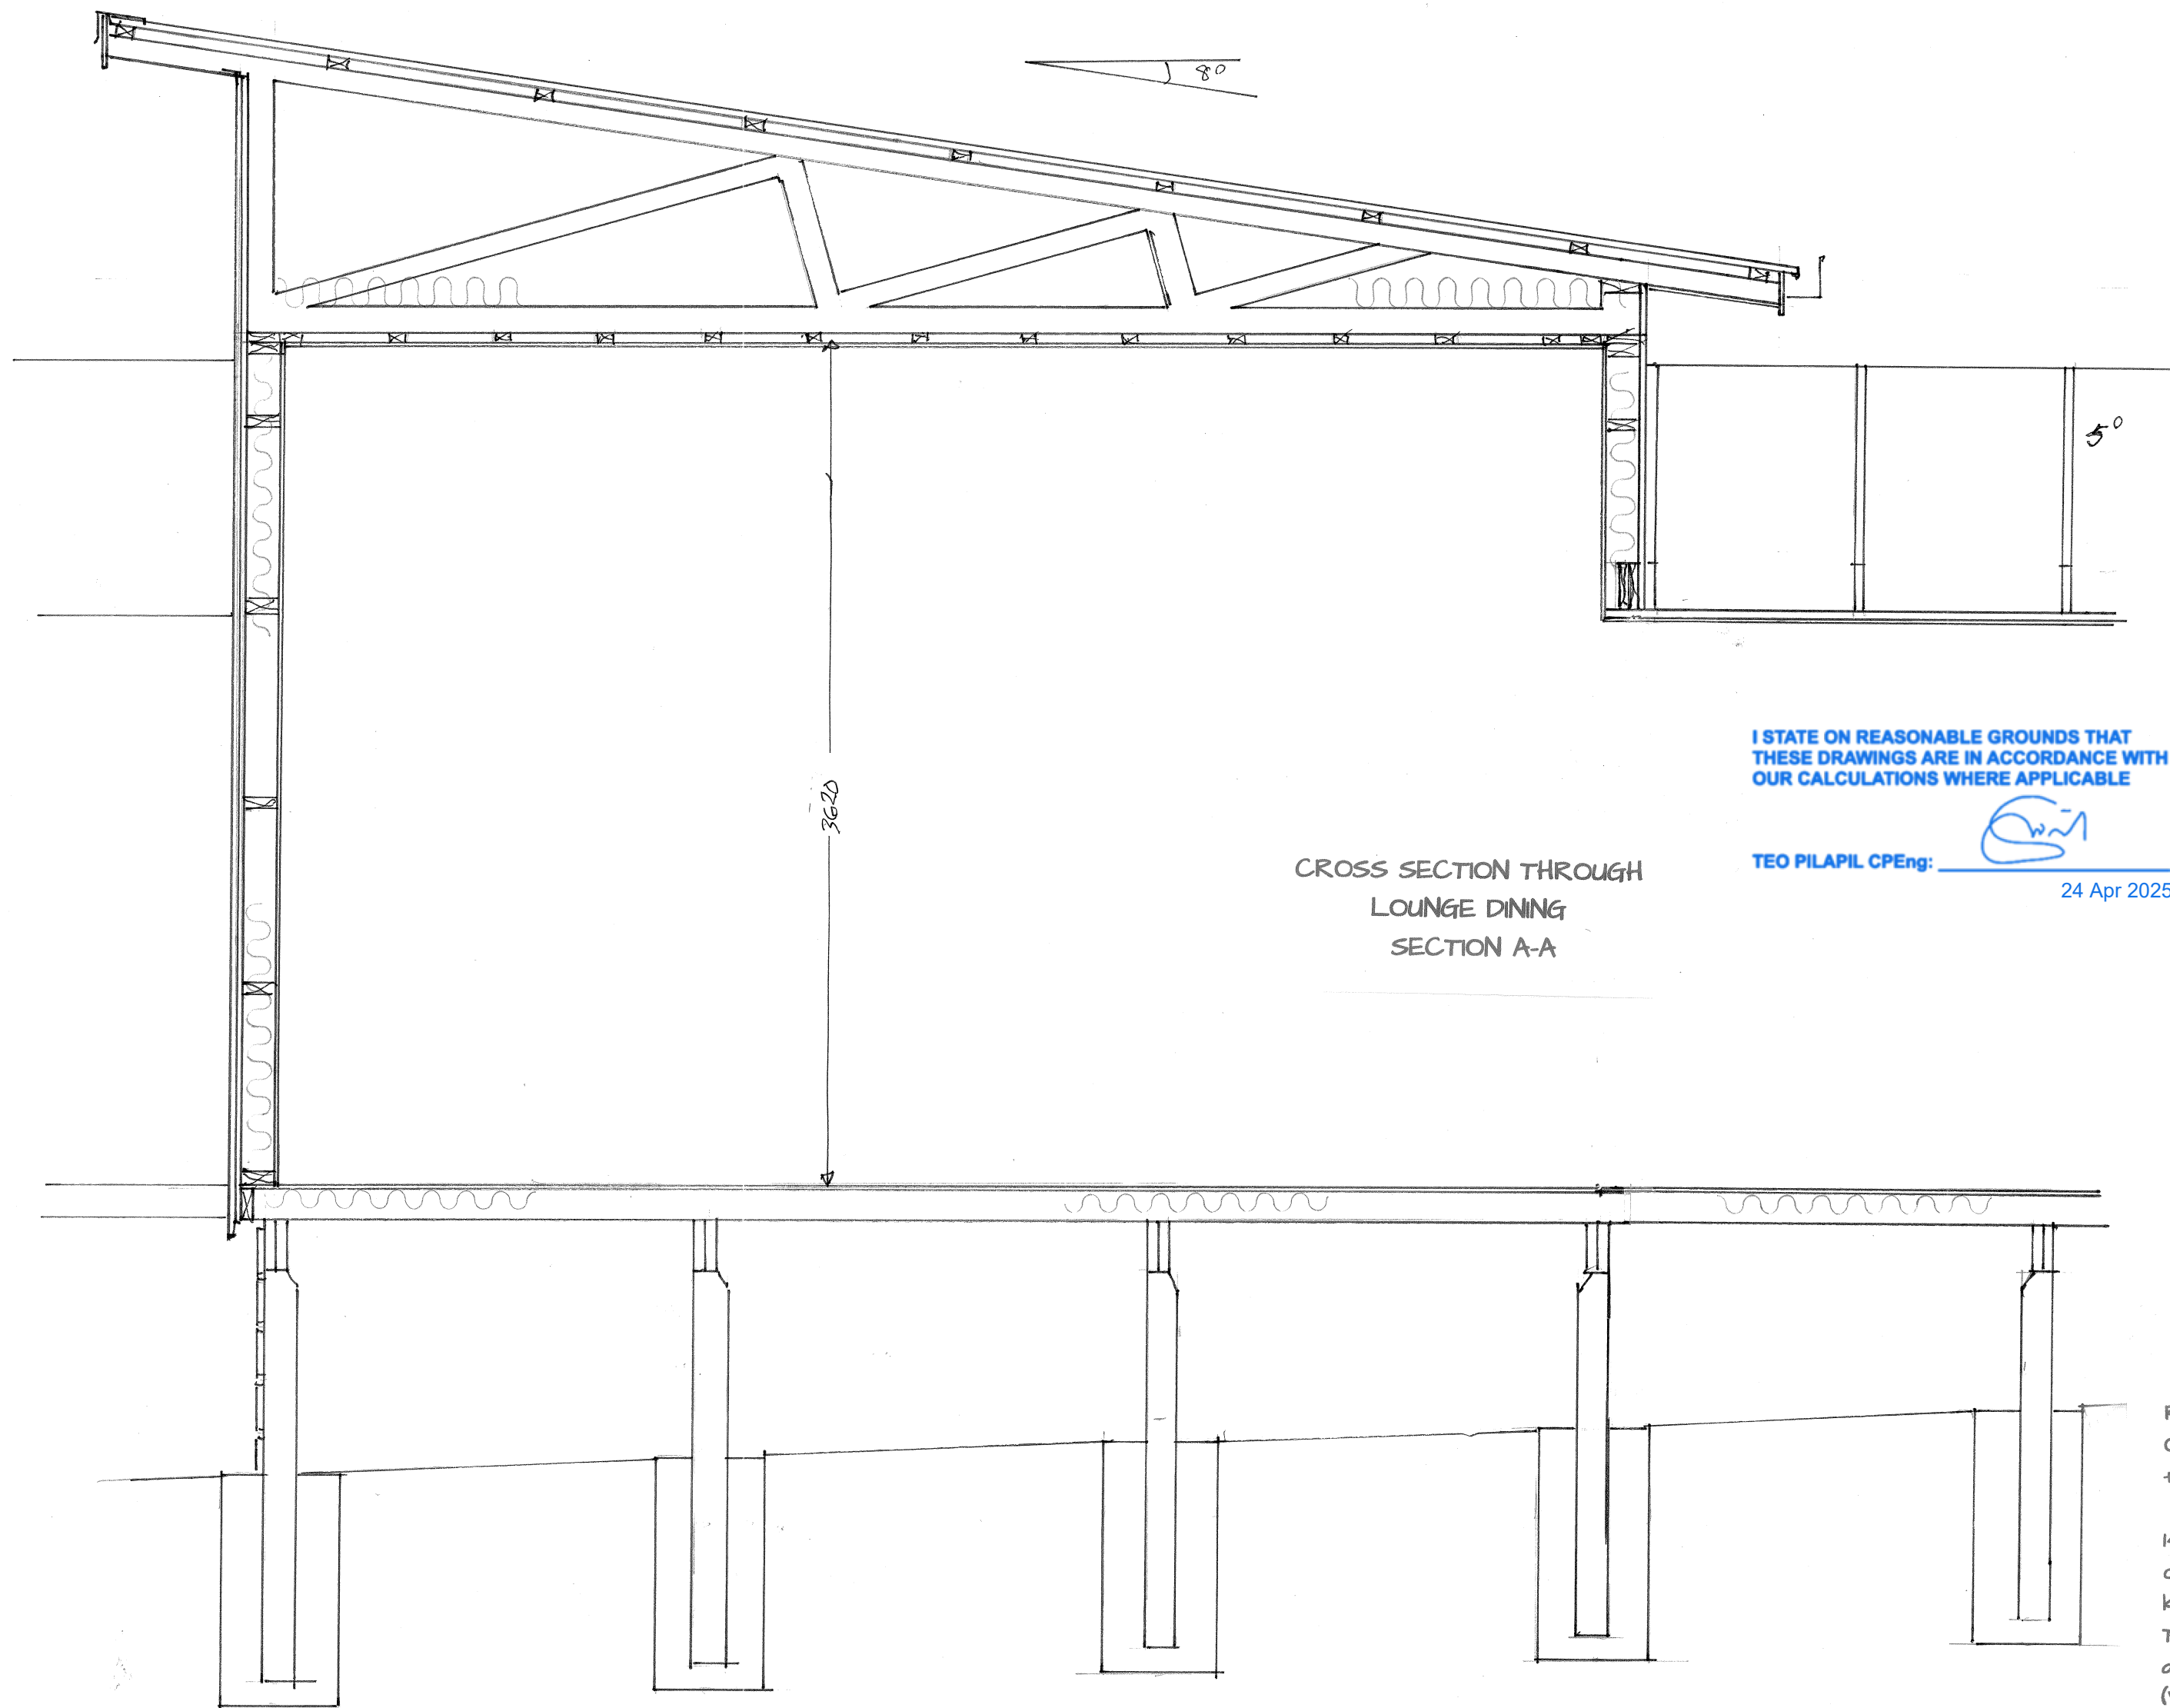 8°
5°
3620
I STATE ON REASONABLE GROUNDS THAT
THESE DRAWINGS ARE IN ACCORDANCE WITH
OUR CALCULATIONS WHERE APPLICABLE
TEO PILAPIL CPEng:
24 Apr 2025
CROSS SECTION THROUGH
LOUNGE DINING
SECTION A-A